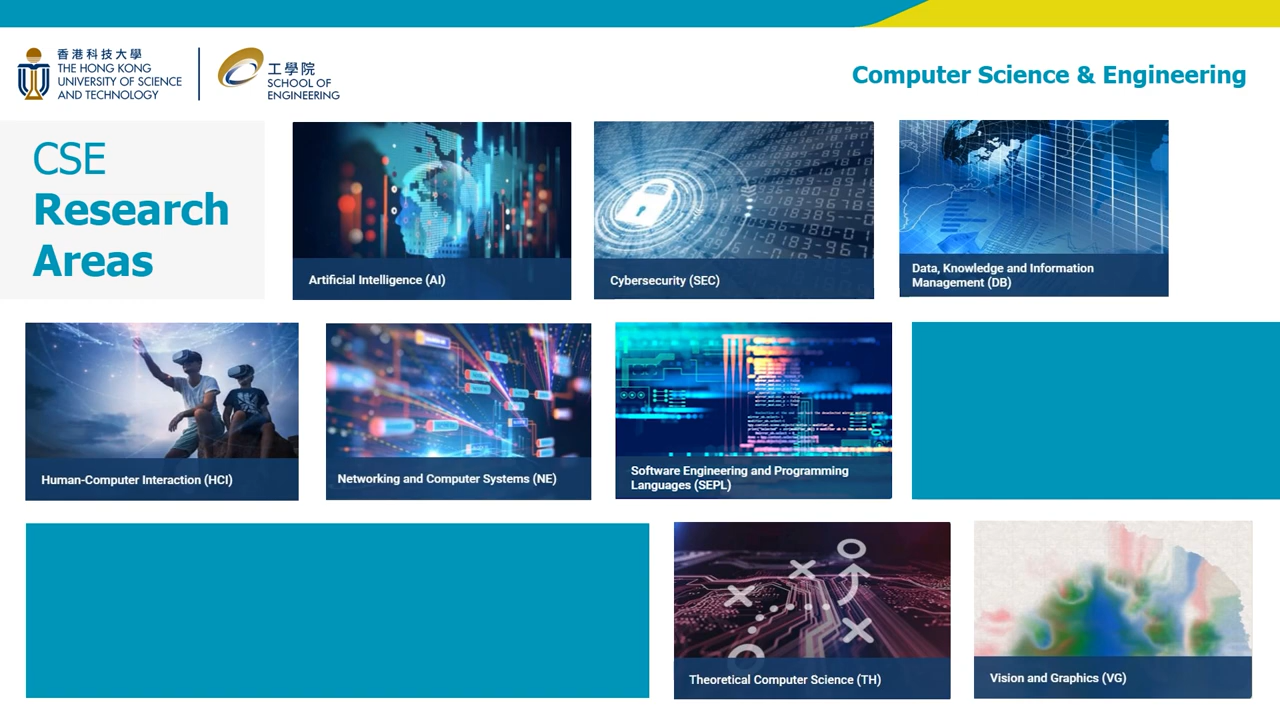 香港科技大學
THE HONG KONG
UNIVERSITY OF SCIENCE
AND TECHNOLOGY
工學院
SCHOOL OF
ENGINEERING
Computer Science & Engineering
CSE
Research
Areas
Artificial Intelligence (AI)
Cybersecurity (SEC)
Data, Knowledge and Information
Management (DB)
Human-Computer Interaction (HCI)
Networking and Computer Systems (NE)
Software Engineering and Programming
Languages (SEPL)
Theoretical Computer Science (TH)
Vision and Graphics (VG)